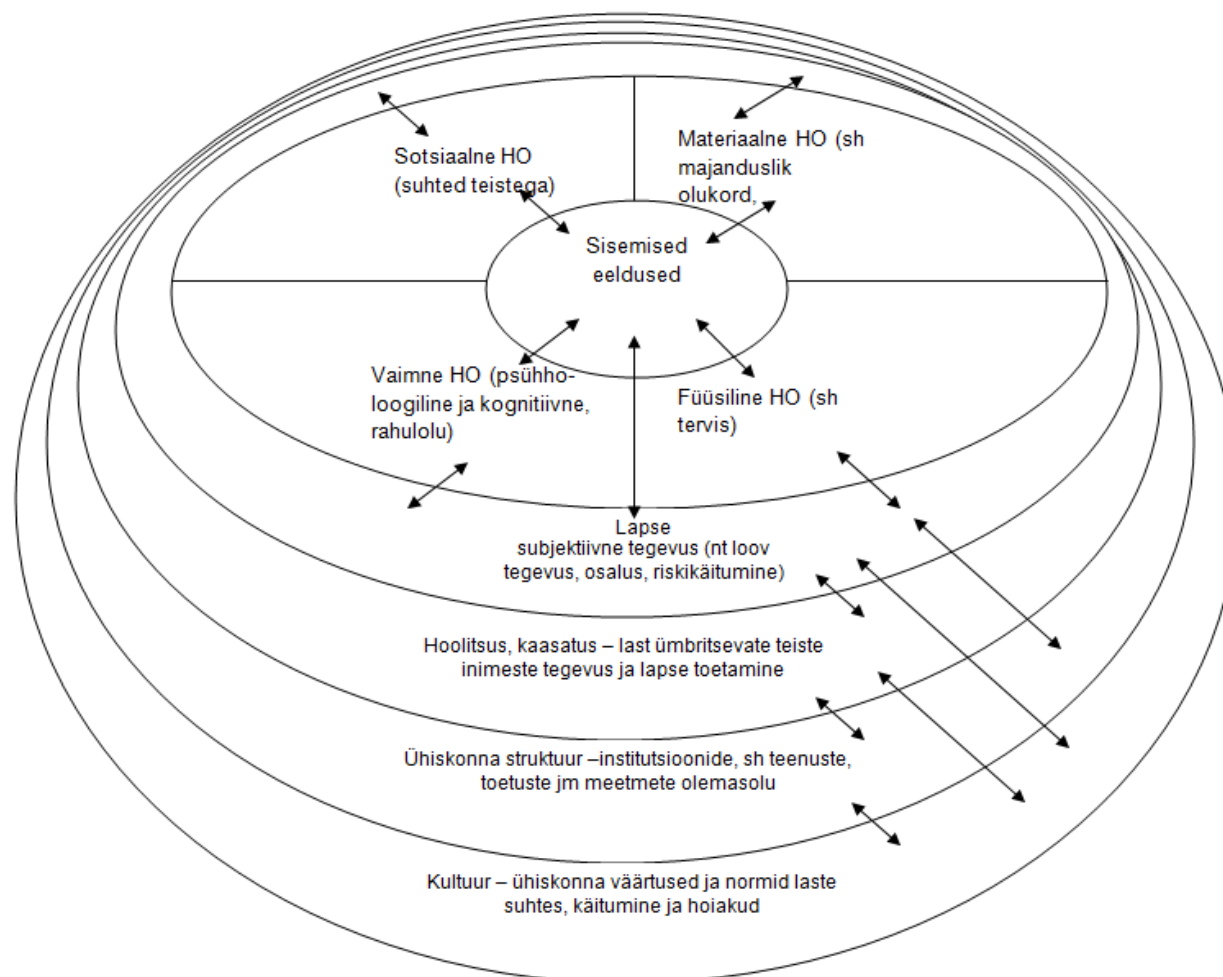 Sotsiaalne HO
(suhted teistega)
Materiaalne HO (sh
majanduslik
olukord,
Sisemised
eeldused
Vaimne HO (psühho-
loogiline ja kognitiivne,
rahulolu)
Füüsiline HO (sh
tervis)
Lapse
subjektiivne tegevus (nt loov
tegevus, osalus, riskikäitumine)
Hoolitsus, kaasatus – last ümbritsevate teiste
inimeste tegevus ja lapse toetamine
Ühiskonna struktuur –institutsioonide, sh teenuste,
toetuste jm meetmete olemasolu
Kultuur – ühiskonna väärtused ja normid laste
suhtes, käitumine ja hoiakud